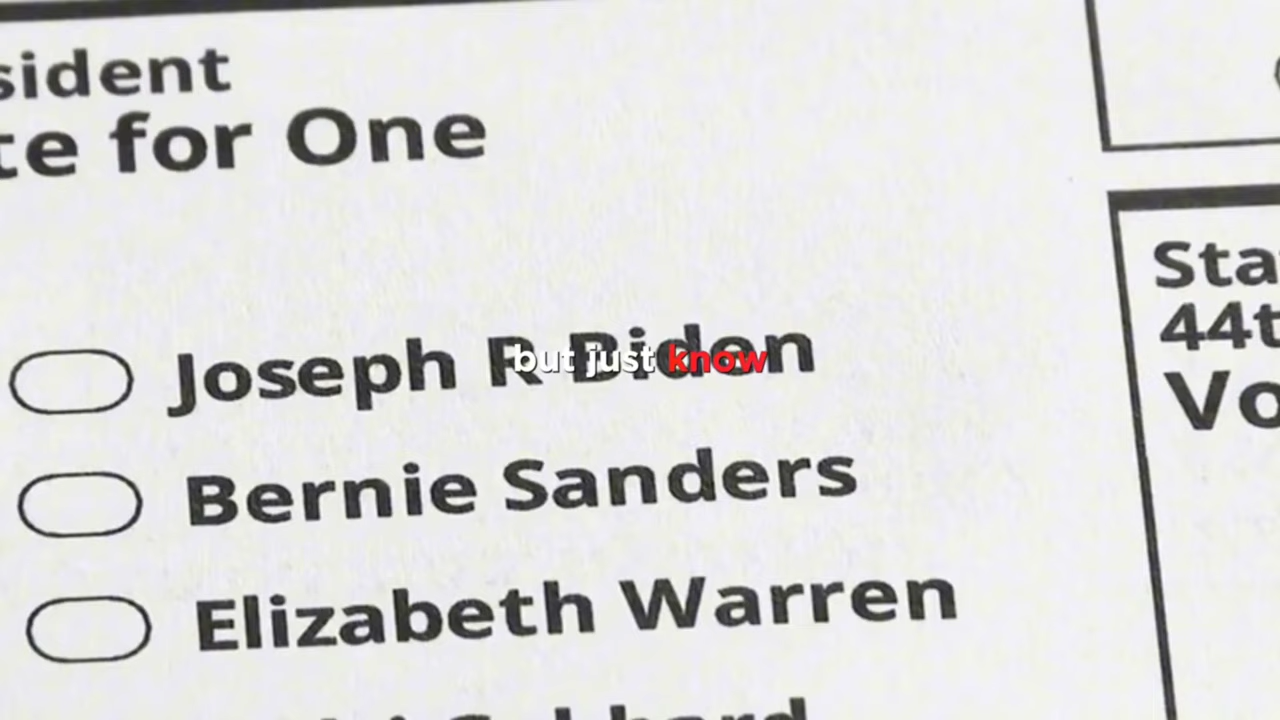 sident
te for One
Joseph R Biden
but just know
Bernie Sanders
Elizabeth Warren
Sta
44t
Vo